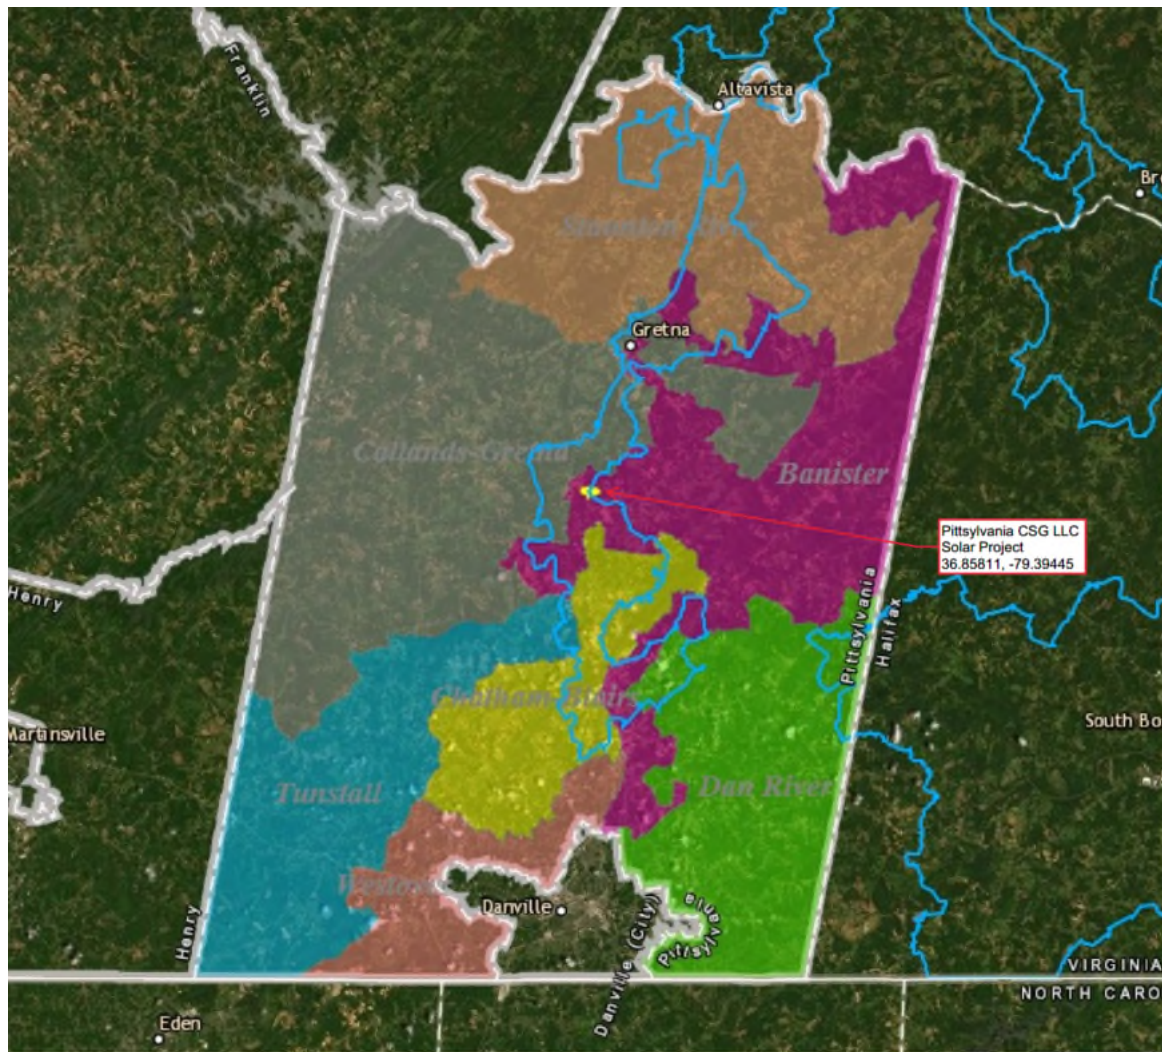 Franklin
Altavista
Staunton River
Gretna
Callands-Gretna
Banister
Pittsylvania CSG LLC
Solar Project
36.85811, -79.39445
Henry
Pittsylvania
Halifax
Chatham-Blairs
Martinsville
South Bo
Tunstall
Dan River
Westover
Danville
Henry
Danville (City)
Pittsylvania
VIRGINIA
NORTH CARO
Eden
Br